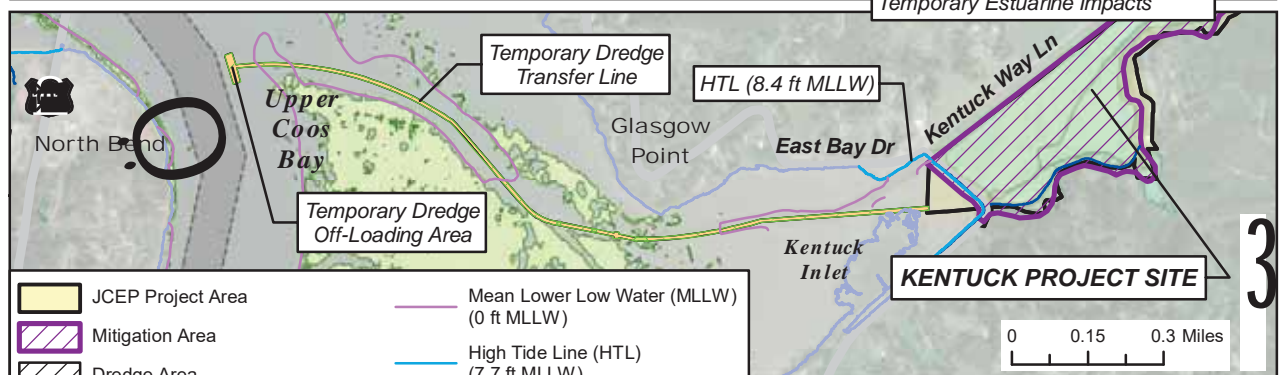 Temporary Estuarine Impacts
Temporary Dredge
Transfer Line
HTL (8.4 ft MLLW)
Kentuck Way Ln
Upper
Coos
Bay
North Bend
Glasgow
Point
East Bay Dr
Temporary Dredge
Off-Loading Area
Kentuck
Inlet
KENTUCK PROJECT SITE
3
JCEP Project Area
Mitigation Area
Dredge Area
Mean Lower Low Water (MLLW)
(0 ft MLLW)
High Tide Line (HTL)
(7.7 ft MLLW)
0 0.15 0.3 Miles